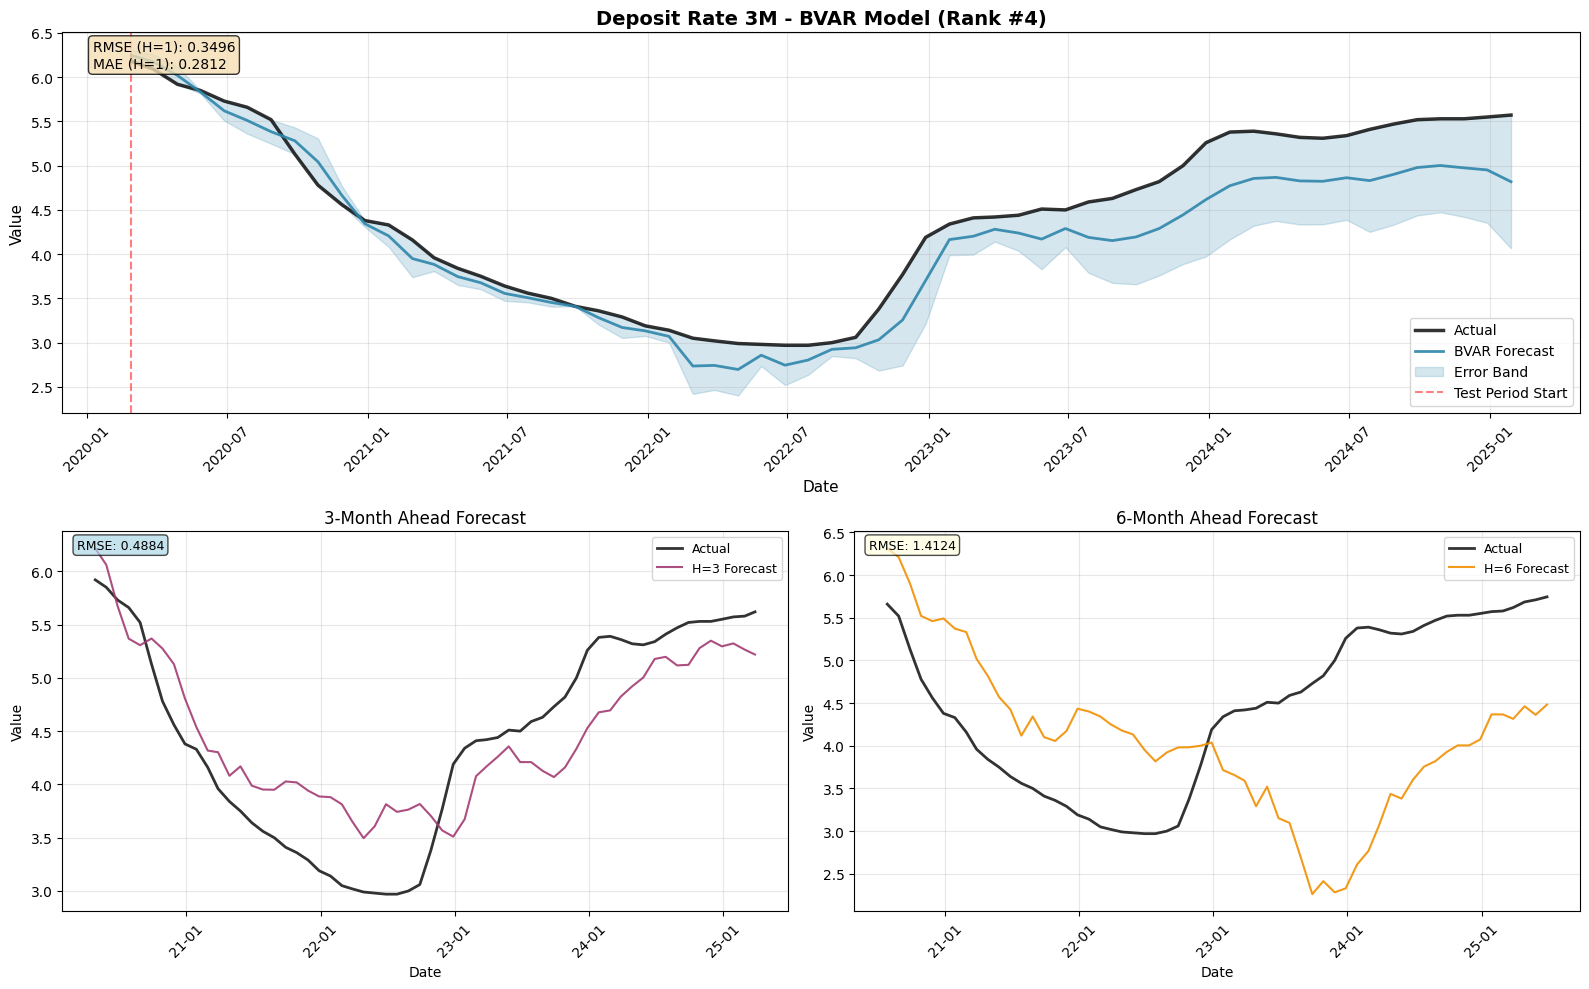 Deposit Rate 3M - BVAR Model (Rank #4)
RMSE (H=1): 0.3496
MAE (H=1): 0.2812
Value
6.5
6.0
5.5
5.0
4.5
4.0
3.5
3.0
2.5
Actual
BVAR Forecast
Error Band
Test Period Start
2020-01
2020-07
2021-01
2021-07
2022-01
2022-07
2023-01
2023-07
2024-01
2024-07
2025-01
Date
3-Month Ahead Forecast
RMSE: 0.4884
Actual
H=3 Forecast
Value
6.0
5.5
5.0
4.5
4.0
3.5
3.0
21-01
22-01
23-01
24-01
25-01
Date
6-Month Ahead Forecast
RMSE: 1.4124
Actual
H=6 Forecast
Value
6.5
6.0
5.5
5.0
4.5
4.0
3.5
3.0
2.5
21-01
22-01
23-01
24-01
25-01
Date